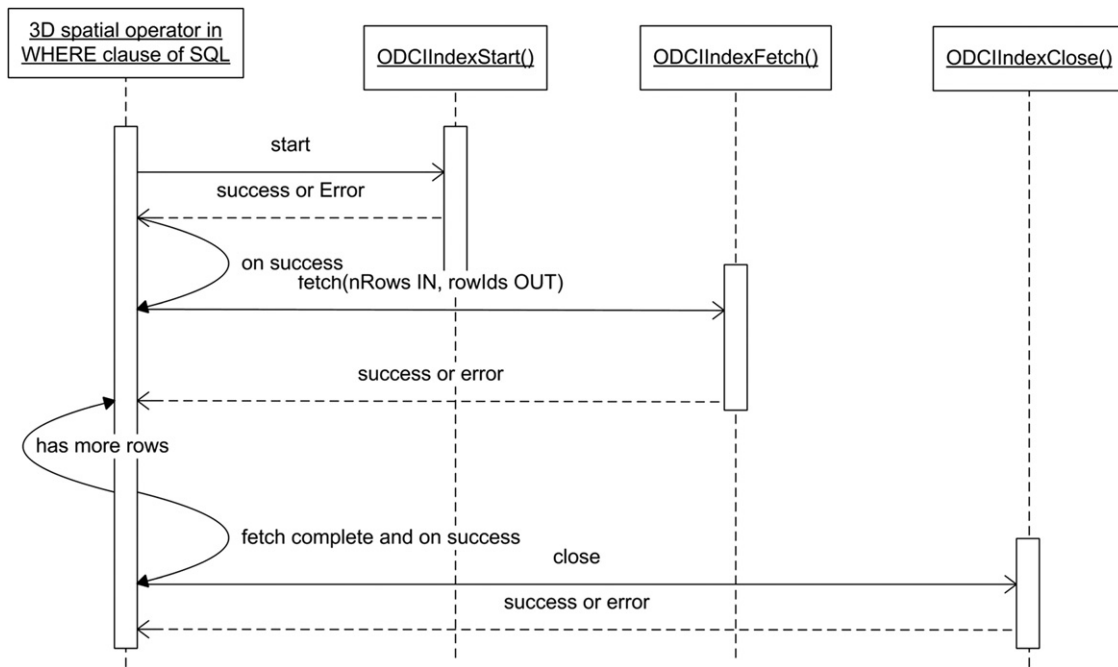 3D spatial operator in
WHERE clause of SQL
ODCIIndexStart()
ODCIIndexFetch()
ODCIIndexClose()
start
success or Error
on success
fetch(nRows IN, rowIds OUT)
success or error
has more rows
fetch complete and on success
close
success or error